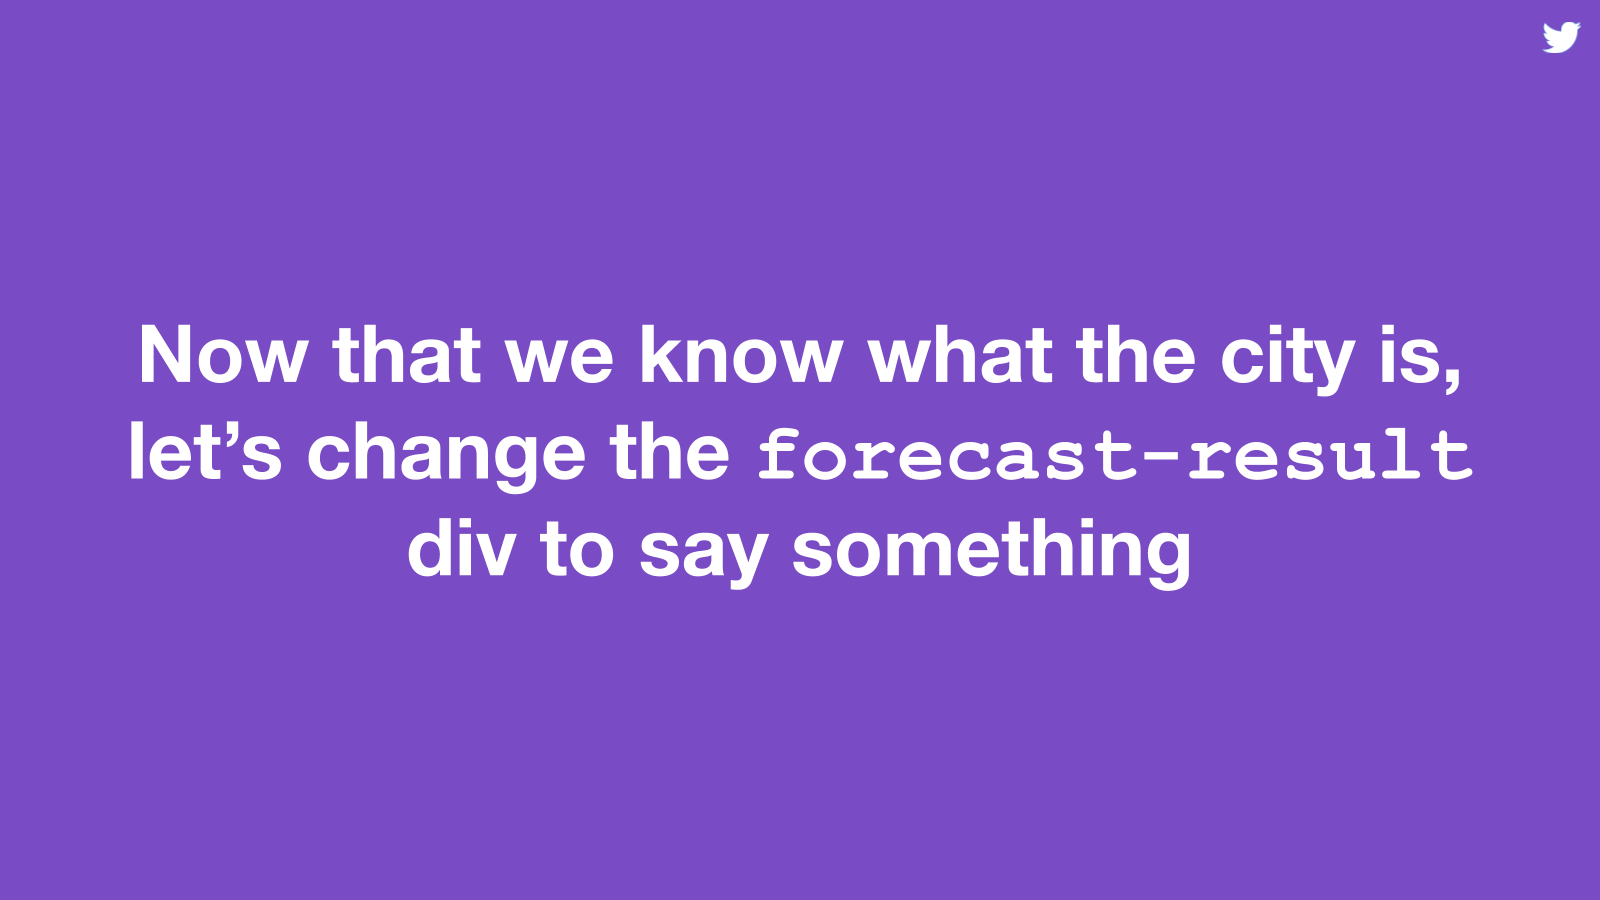 Now that we know what the city is,
let’s change the forecast-result
div to say something